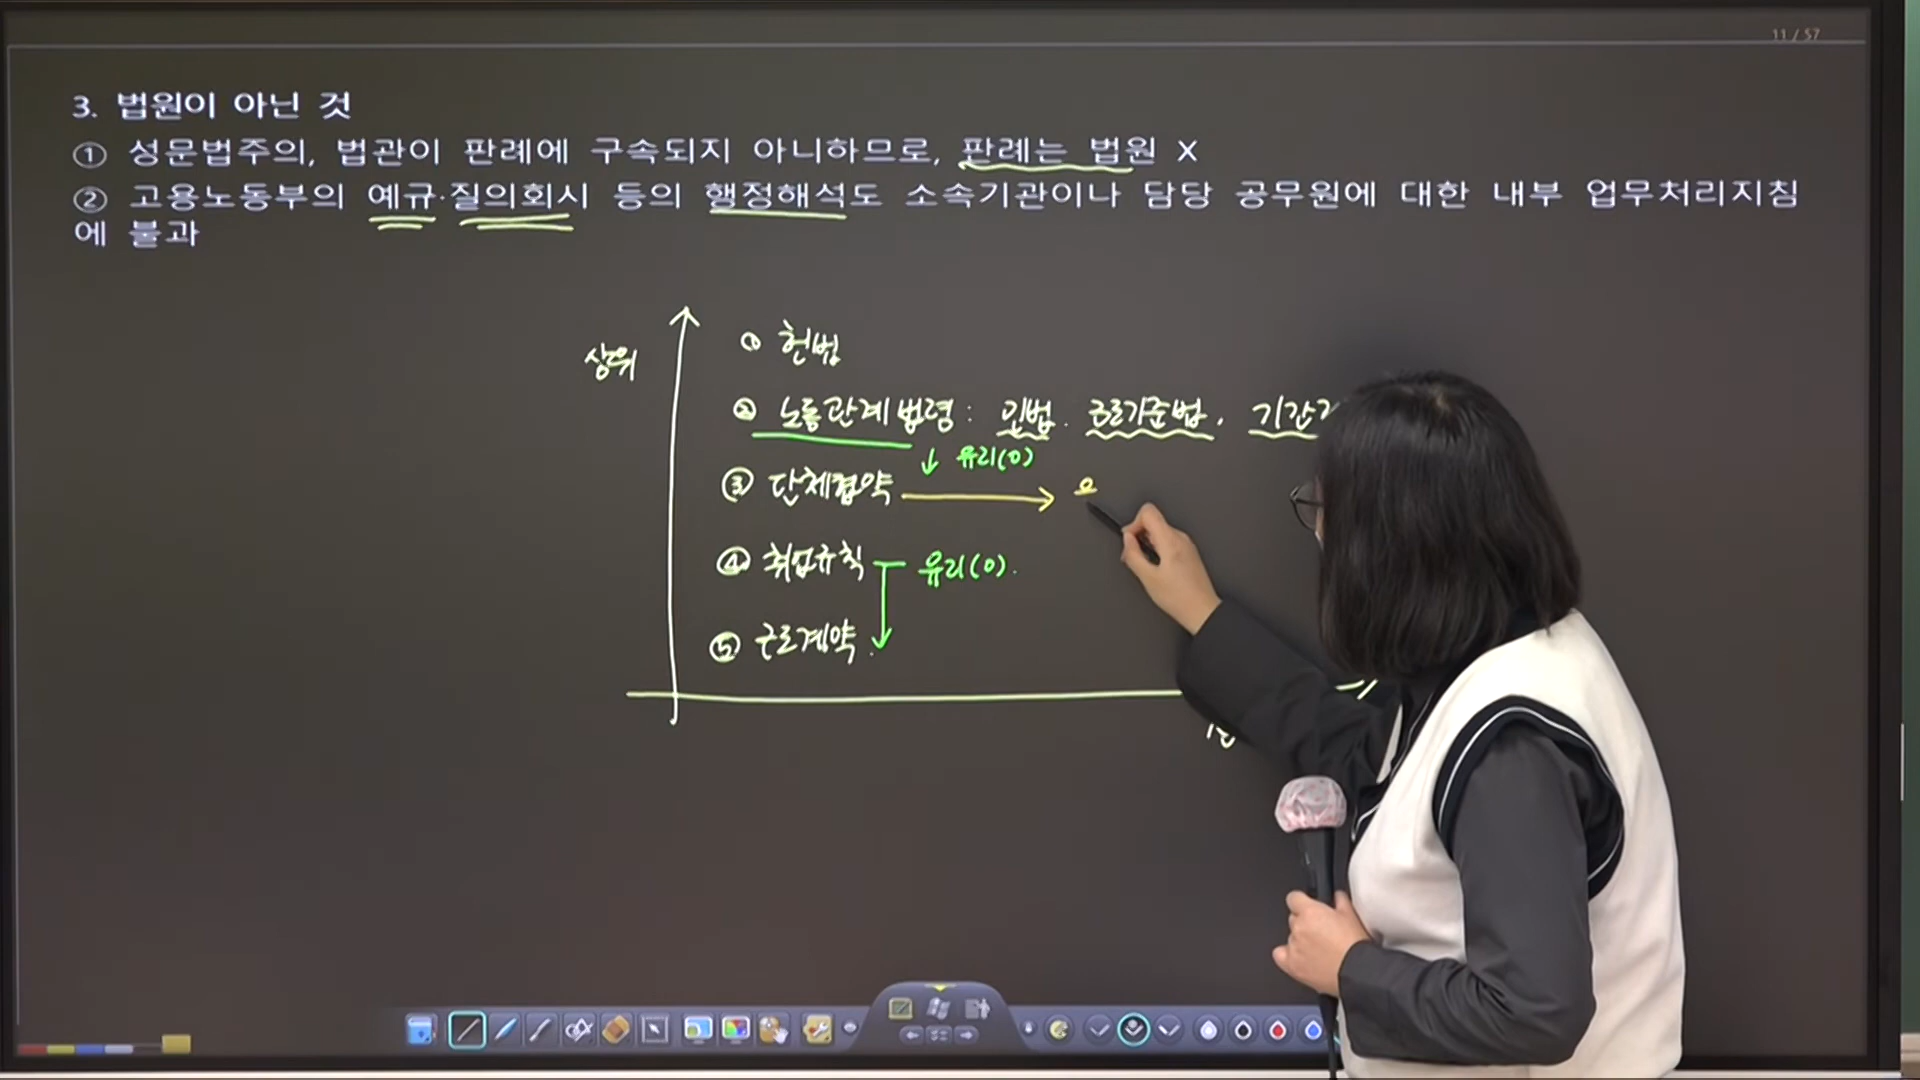 11 / 57
3. 법원이 아닌 것
① 성문법주의, 법관이 판례에 구속되지 아니하므로, 판례는 법원 X
② 고용노동부의 예규·질의회시 등의 행정해석도 소속기관이나 담당 공무원에 대한 내부 업무처리지침
에 불과
상위
① 헌법
② 노동관계법령 : 민법. 근로기준법. 기간
↓ 유리(O)
③ 단체협약 →
④ 취업규칙 유리(O).
⑤ 근로계약.